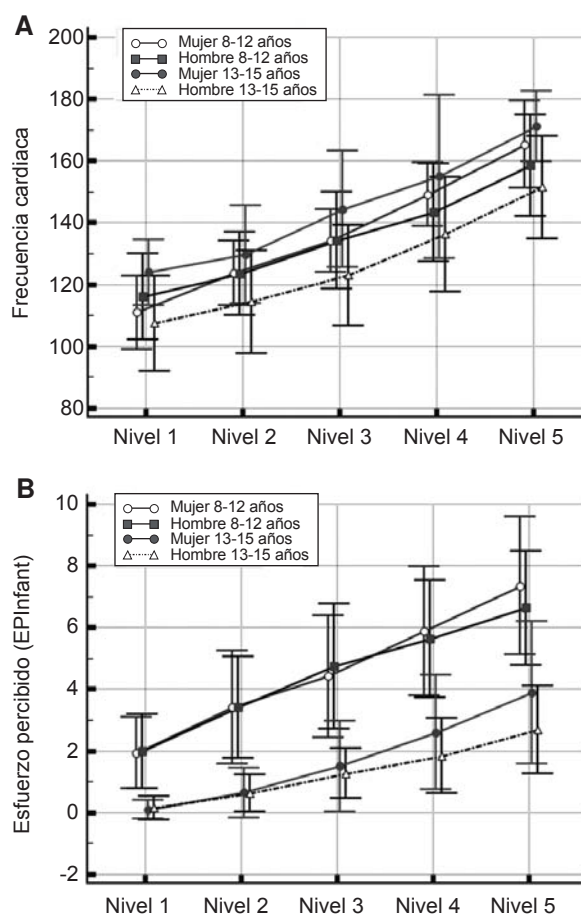 A
200
180
160
140
120
100
80
Frecuencia cardiaca
Mujer 8-12 años
Hombre 8-12 años
Mujer 13-15 años
Hombre 13-15 años
Nivel 1 Nivel 2 Nivel 3 Nivel 4 Nivel 5
B
10
8
6
4
2
0
-2
Esfuerzo percibido (EPInfant)
Mujer 8-12 años
Hombre 8-12 años
Mujer 13-15 años
Hombre 13-15 años
Nivel 1 Nivel 2 Nivel 3 Nivel 4 Nivel 5